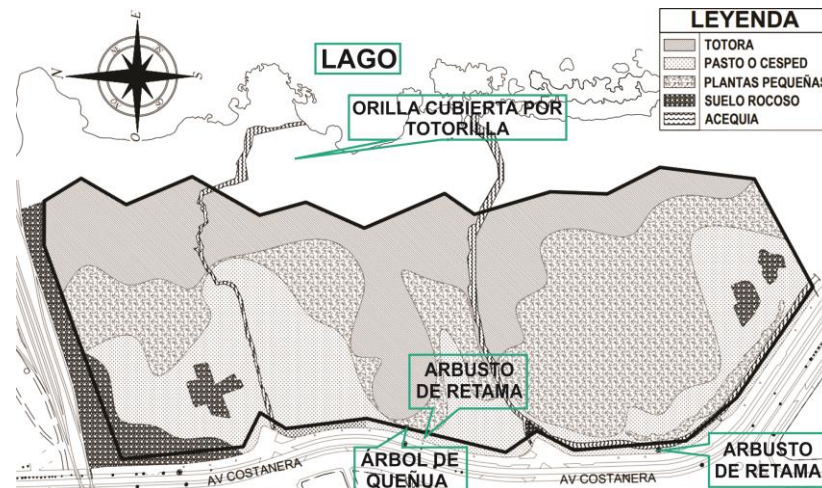 LEYENDA
TOTORA
PASTO O CESPED
PLANTAS PEQUEÑAS
SUELO ROCOSO
ACEQUIA
E
N
S
O
LAGO
ORILLA CUBIERTA POR
TOTORILLA
ARBUSTO
DE RETAMA
ÁRBOL DE
QUEÑUA
ARBUSTO
DE RETAMA
AV COSTANERA
AV COSTANERA